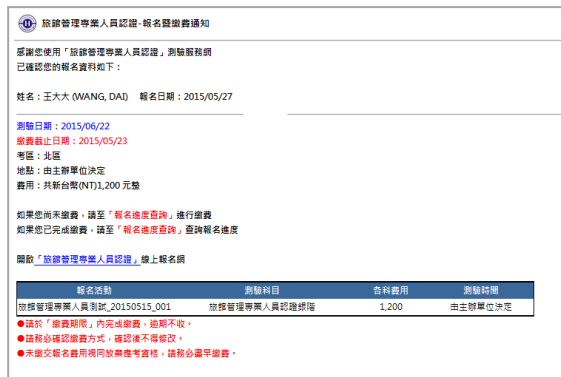 旅館管理專業人員認證-報名暨繳費通知
感謝您使用「旅館管理專業人員認證」測驗服務網
已確認您的報名資料如下：
姓名：王大大 (WANG, DAI) 報名日期：2015/05/27
測驗日期：2015/06/22
繳費截止日期：2015/05/23
考區：北區
地點：由主辦單位決定
費用：共新台幣(NT)1,200 元整
如果您尚未繳費，請至「報名進度查詢」進行繳費
如果您已完成繳費，請至「報名進度查詢」查詢報名進度
開啟「旅館管理專業人員認證」線上報名網
報名活動 測驗科目 各科費用 測驗時間
旅館管理專業人員測試_20150515_001 旅館管理專業人員認證銀階 1,200 由主辦單位決定
●請於「繳費期限」內完成繳費，逾期不收。
●請務必確認繳費方式，確認後不得修改。
●未繳交報名費用視同放棄應考資格，請務必盡早繳費。